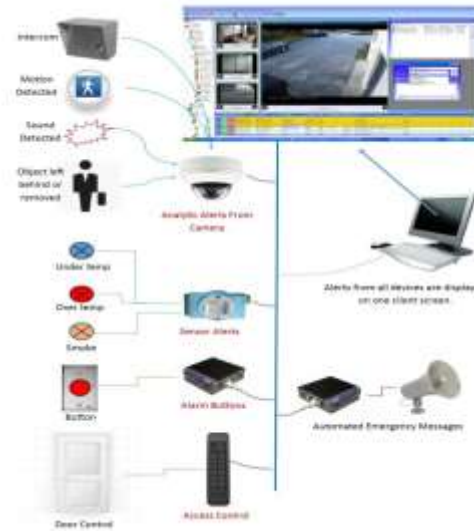 Intercom
Motion
Detected
Sound
Detected
Object left
behind or
removed
Analytic Alerts From
Camera
Under temp
Over temp
Smoke
Sensor Alerts
Alerts from all devices are display
on one silent screen.
Button
Alarm Buttons
Automated Emergency Messages
Door Control
Access Control